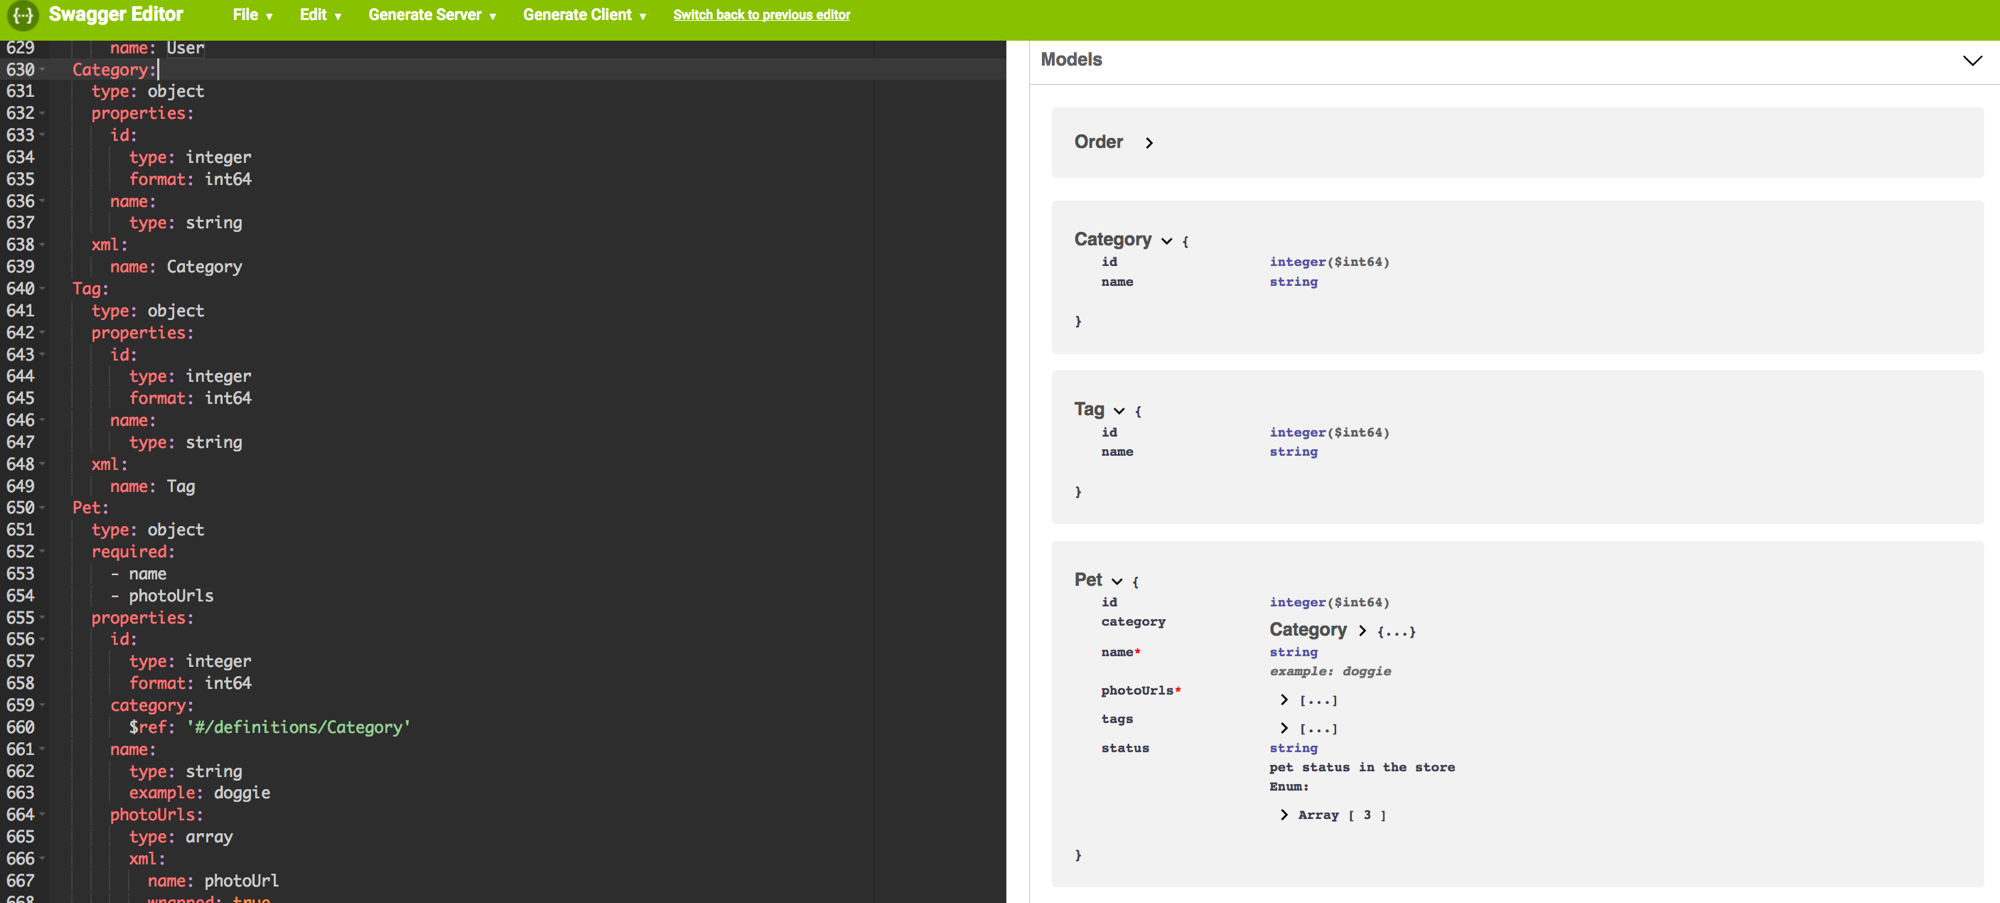 {···} Swagger Editor File ▾ Edit ▾ Generate Server ▾ Generate Client ▾ Switch back to previous editor
629 name: User
630 Category:
631 type: object
632 properties:
633 id:
634 type: integer
635 format: int64
636 name:
637 type: string
638 xml:
639 name: Category
640 Tag:
641 type: object
642 properties:
643 id:
644 type: integer
645 format: int64
646 name:
647 type: string
648 xml:
649 name: Tag
650 Pet:
651 type: object
652 required:
653 - name
654 - photoUrls
655 properties:
656 id:
657 type: integer
658 format: int64
659 category:
660 $ref: '#/definitions/Category'
661 name:
662 type: string
663 example: doggie
664 photoUrls:
665 type: array
666 xml:
667 name: photoUrl
668 wrapped: true
Models
Order >
Category {
id integer($int64)
name string
}
Tag {
id integer($int64)
name string
}
Pet {
id integer($int64)
category Category > {...}
name* string
example: doggie
photoUrls* > [...]
tags > [...]
status string
pet status in the store
Enum:
> Array [ 3 ]
}